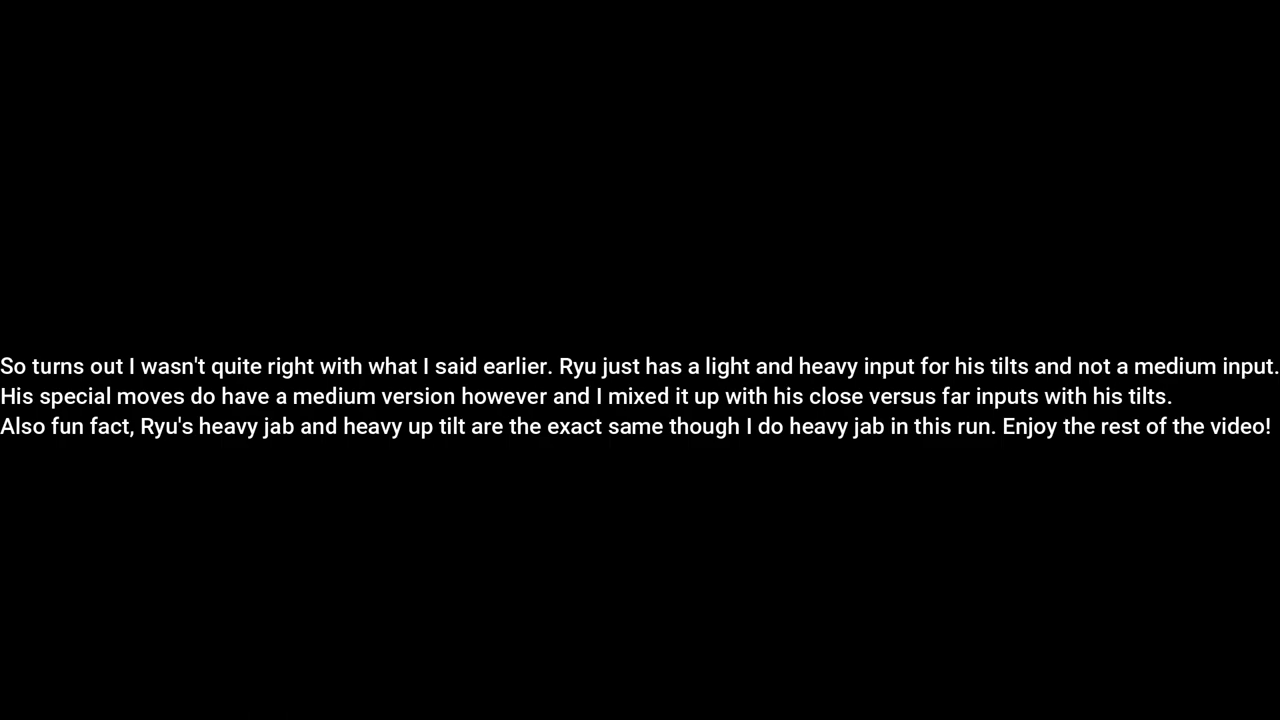 So turns out I wasn't quite right with what I said earlier. Ryu just has a light and heavy input for his tilts and not a medium input.
His special moves do have a medium version however and I mixed it up with his close versus far inputs with his tilts.
Also fun fact, Ryu's heavy jab and heavy up tilt are the exact same though I do heavy jab in this run. Enjoy the rest of the video!